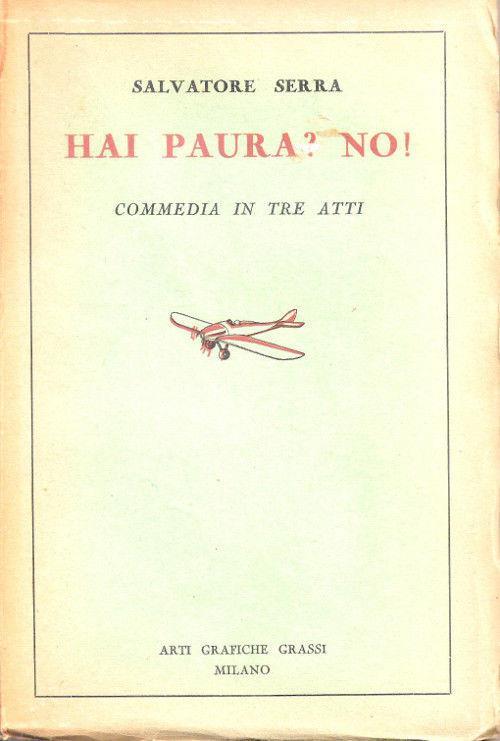 SALVATORE SERRA
HAI PAURA? NO!
COMMEDIA IN TRE ATTI
ARTI GRAFICHE GRASSI
MILANO